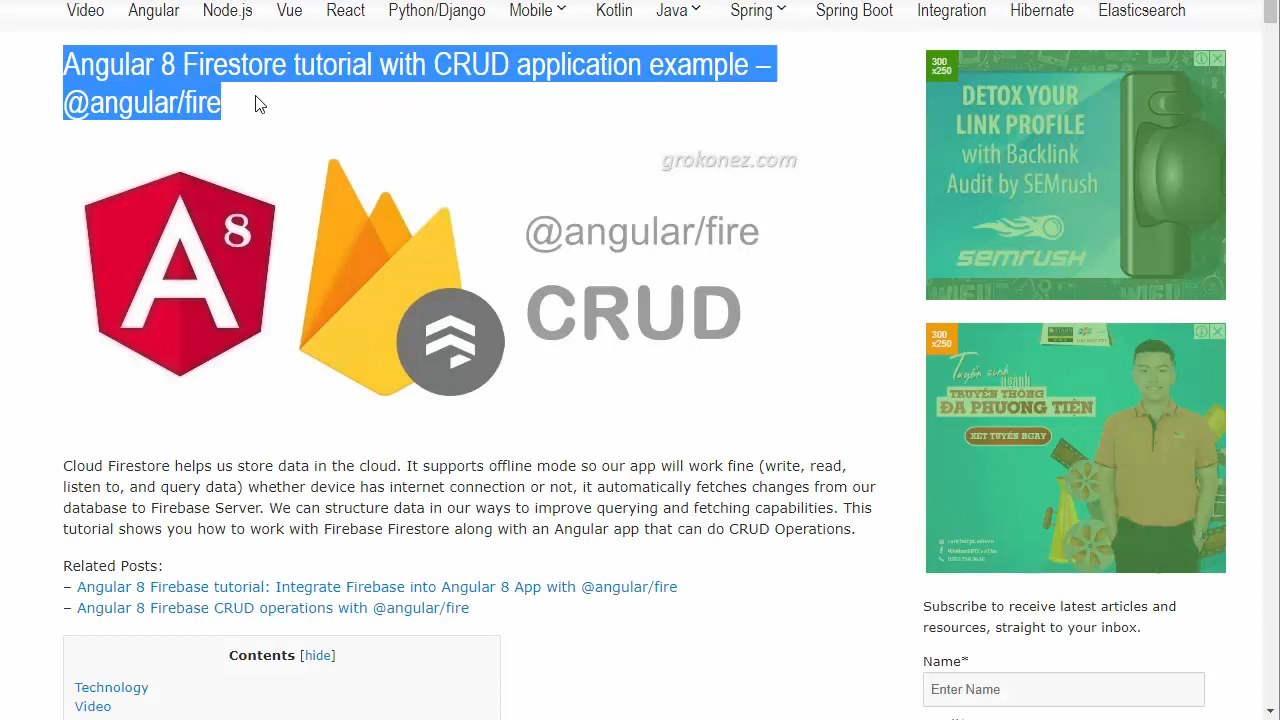 Video Angular Node.js Vue React Python/Django Mobile Kotlin Java Spring Spring Boot Integration Hibernate Elasticsearch
Angular 8 Firestore tutorial with CRUD application example –
@angular/fire
grokonez.com
8
@angular/fire
CRUD
Cloud Firestore helps us store data in the cloud. It supports offline mode so our app will work fine (write, read,
listen to, and query data) whether device has internet connection or not, it automatically fetches changes from our
database to Firebase Server. We can structure data in our ways to improve querying and fetching capabilities. This
tutorial shows you how to work with Firebase Firestore along with an Angular app that can do CRUD Operations.
Related Posts:
– Angular 8 Firebase tutorial: Integrate Firebase into Angular 8 App with @angular/fire
– Angular 8 Firebase CRUD operations with @angular/fire
Contents [hide]
Technology
Video
300
x250
DETOX YOUR
LINK PROFILE
with Backlink
Audit by SEMrush
SEMRUSH
300
x250
Tuyển sinh
ngành
TRUYỀN THÔNG
ĐA PHƯƠNG TIỆN
XÉT TUYỂN NGAY
Subscribe to receive latest articles and
resources, straight to your inbox.
Name*
Enter Name